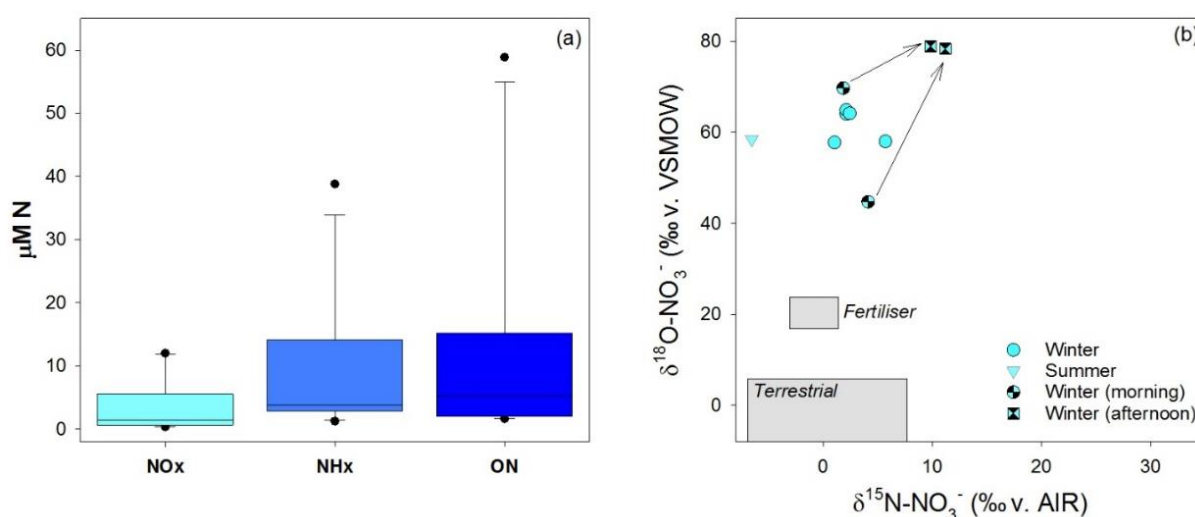 (a)
60
50
40
30
20
10
0
μM N
NOx NHx ON
(b)
80
60
40
20
0
δ18O-NO3- (‰ v. VSMOW)
Fertiliser
Terrestrial
Winter
Summer
Winter (morning)
Winter (afternoon)
0 10 20 30
δ15N-NO3- (‰ v. AIR)